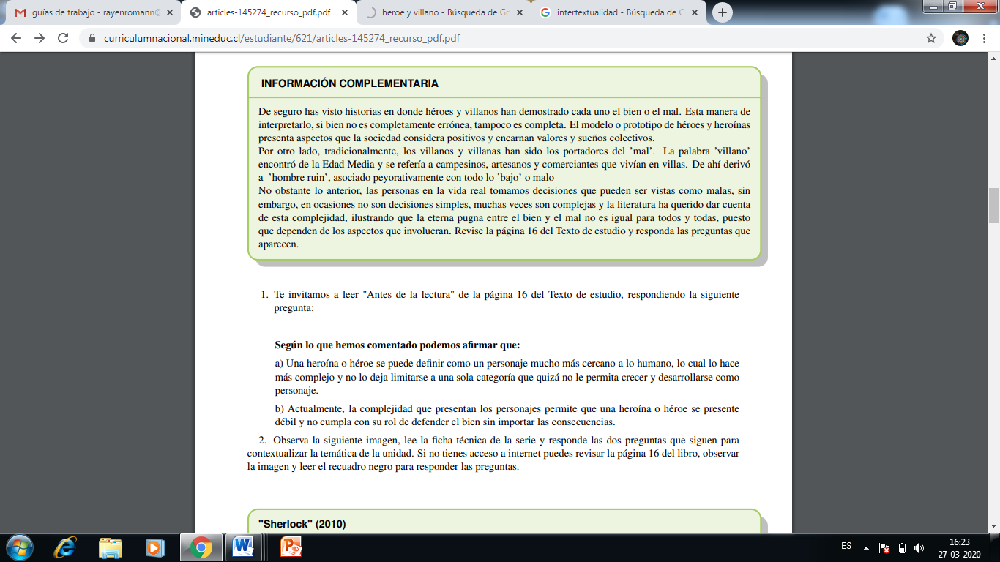 guías de trabajo - rayenromann@
articles-145274_recurso_pdf.pdf
heroe y villano - Búsqueda de Go
intertextualidad - Búsqueda de G
curriculumnacional.mineduc.cl/estudiante/621/articles-145274_recurso_pdf.pdf
INFORMACIÓN COMPLEMENTARIA
De seguro has visto historias en donde héroes y villanos han demostrado cada uno el bien o el mal. Esta manera de
interpretarlo, si bien no es completamente errónea, tampoco es completa. El modelo o prototipo de héroes y heroínas
presenta aspectos que la sociedad considera positivos y encarnan valores y sueños colectivos.
Por otro lado, tradicionalmente, los villanos y villanas han sido los portadores del 'mal'. La palabra 'villano'
encontró de la Edad Media y se refería a campesinos, artesanos y comerciantes que vivían en villas. De ahí derivó
a 'hombre ruin', asociado peyorativamente con todo lo 'bajo' o malo
No obstante lo anterior, las personas en la vida real tomamos decisiones que pueden ser vistas como malas, sin
embargo, en ocasiones no son decisiones simples, muchas veces son complejas y la literatura ha querido dar cuenta
de esta complejidad, ilustrando que la eterna pugna entre el bien y el mal no es igual para todos y todas, puesto
que dependen de los aspectos que involucran. Revise la página 16 del Texto de estudio y responda las preguntas que
aparecen.
1. Te invitamos a leer "Antes de la lectura" de la página 16 del Texto de estudio, respondiendo la siguiente
pregunta:
Según lo que hemos comentado podemos afirmar que:
a) Una heroína o héroe se puede definir como un personaje mucho más cercano a lo humano, lo cual lo hace
más complejo y no lo deja limitarse a una sola categoría que quizá no le permita crecer y desarrollarse como
personaje.
b) Actualmente, la complejidad que presentan los personajes permite que una heroína o héroe se presente
débil y no cumpla con su rol de defender el bien sin importar las consecuencias.
2. Observa la siguiente imagen, lee la ficha técnica de la serie y responde las dos preguntas que siguen para
contextualizar la temática de la unidad. Si no tienes acceso a internet puedes revisar la página 16 del libro, observar
la imagen y leer el recuadro negro para responder las preguntas.
"Sherlock" (2010)
ES
16:23
27-03-2020